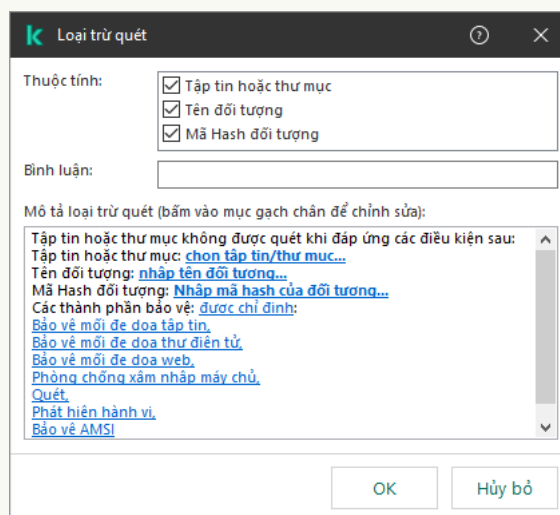 Loại trừ quét
Thuộc tính:
Tập tin hoặc thư mục
Tên đối tượng
Mã Hash đối tượng
Bình luận:
Mô tả loại trừ quét (bấm vào mục gạch chân để chỉnh sửa):
Tập tin hoặc thư mục không được quét khi đáp ứng các điều kiện sau:
Tập tin hoặc thư mục: chọn tập tin/thư mục...
Tên đối tượng: nhập tên đối tượng...
Mã Hash đối tượng: Nhập mã hash của đối tượng...
Các thành phần bảo vệ: được chỉ định:
Bảo vệ mối đe dọa tập tin,
Bảo vệ mối đe dọa thư điện tử,
Bảo vệ mối đe dọa web,
Phòng chống xâm nhập máy chủ,
Quét,
Phát hiện hành vi,
Bảo vệ AMSI
OK
Hủy bỏ